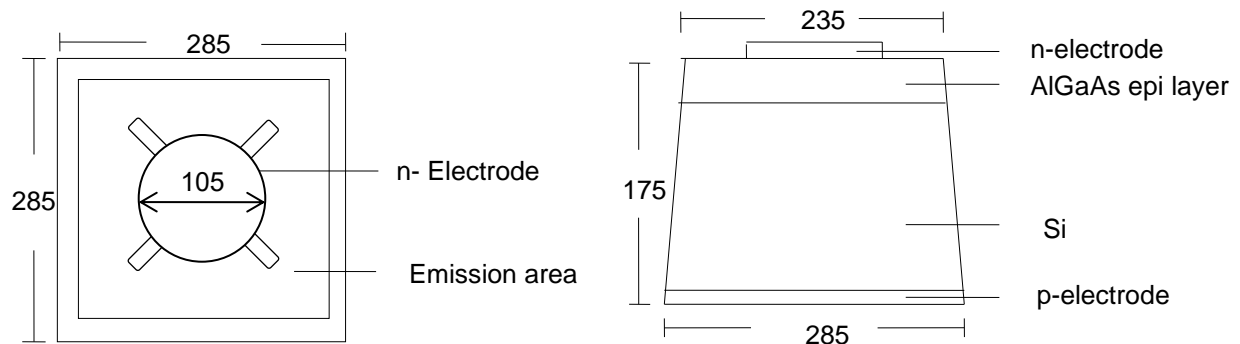 285
285
105
n- Electrode
Emission area
235
n-electrode
AlGaAs epi layer
175
Si
p-electrode
285